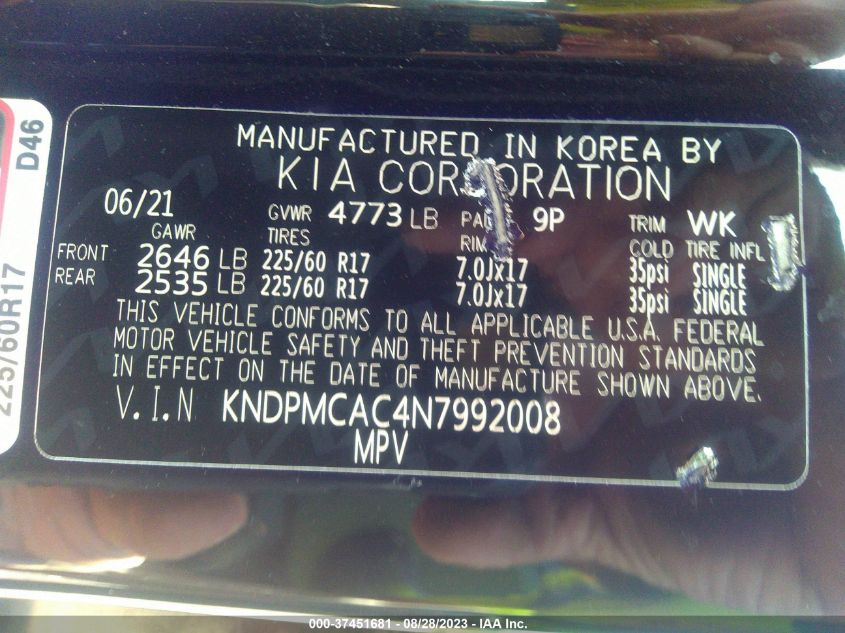 MANUFACTURED IN KOREA BY
KIA CORPORATION
06/21 GVWR 4773 LB 9P TRIM WK
GAWR TIRES RIM COLD TIRE INFL
FRONT 2646 LB 225/60 R17 7.0Jx17 35psi SINGLE
REAR 2535 LB 225/60 R17 7.0Jx17 35psi SINGLE
THIS VEHICLE CONFORMS TO ALL APPLICABLE U.S.A. FEDERAL
MOTOR VEHICLE SAFETY AND THEFT PREVENTION STANDARDS
IN EFFECT ON THE DATE OF MANUFACTURE SHOWN ABOVE.
V.I.N KNDPMCAC4N7992008
MPV
D46
225/60R17
000-37451681 - 08/28/2023 - IAA Inc.